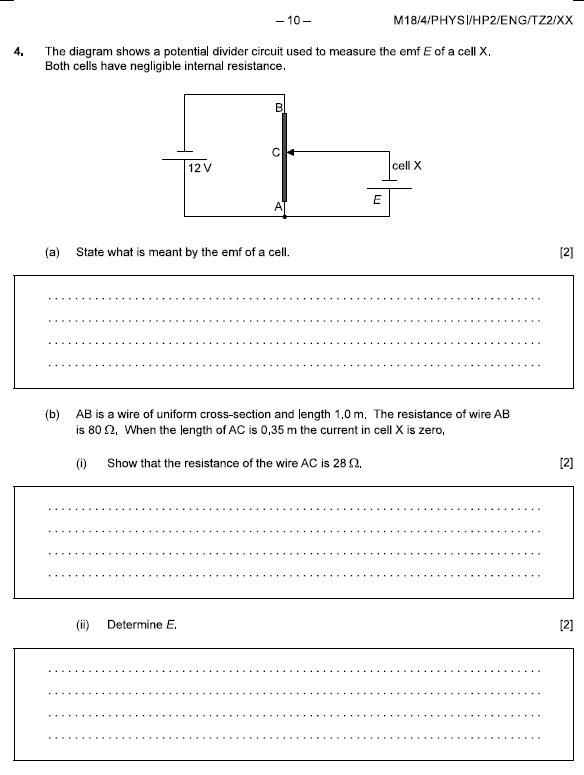 – 10 –
M18/4/PHYSI/HP2/ENG/TZ2/XX
4. The diagram shows a potential divider circuit used to measure the emf E of a cell X.
Both cells have negligible internal resistance.
B
C
12 V
cell X
E
A
(a) State what is meant by the emf of a cell. [2]
(b) AB is a wire of uniform cross-section and length 1,0 m. The resistance of wire AB
is 80 Ω. When the length of AC is 0,35 m the current in cell X is zero.
(i) Show that the resistance of the wire AC is 28 Ω. [2]
(ii) Determine E. [2]